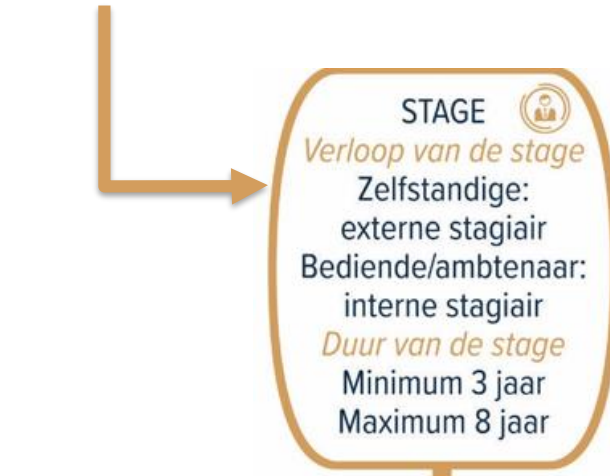 STAGE
Verloop van de stage
Zelfstandige:
externe stagiair
Bediende/ambtenaar:
interne stagiair
Duur van de stage
Minimum 3 jaar
Maximum 8 jaar